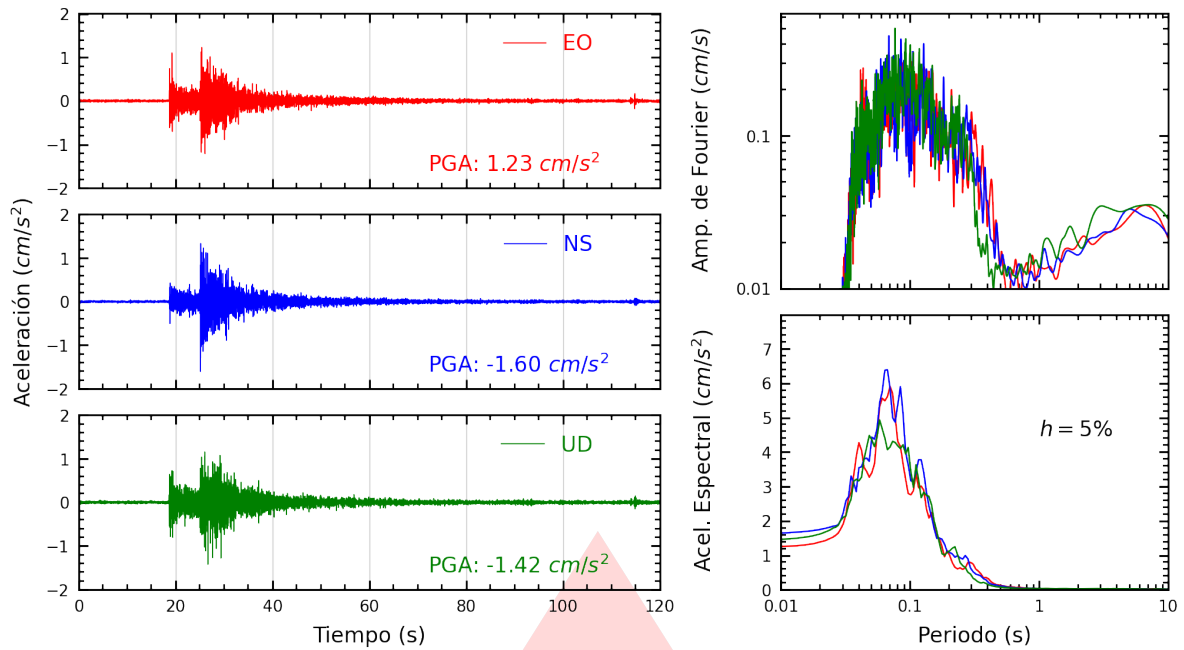 Aceleración (cm/s²)
2
1
0
−1
−2
EO
PGA: 1.23 cm/s²
2
1
0
−1
−2
NS
PGA: -1.60 cm/s²
2
1
0
−1
−2
UD
PGA: -1.42 cm/s²
0 20 40 60 80 100 120
Tiempo (s)
Amp. de Fourier (cm/s)
0.1
0.01
Acel. Espectral (cm/s²)
7
6
5
4
3
2
1
0
h = 5%
0.01 0.1 1 10
Periodo (s)